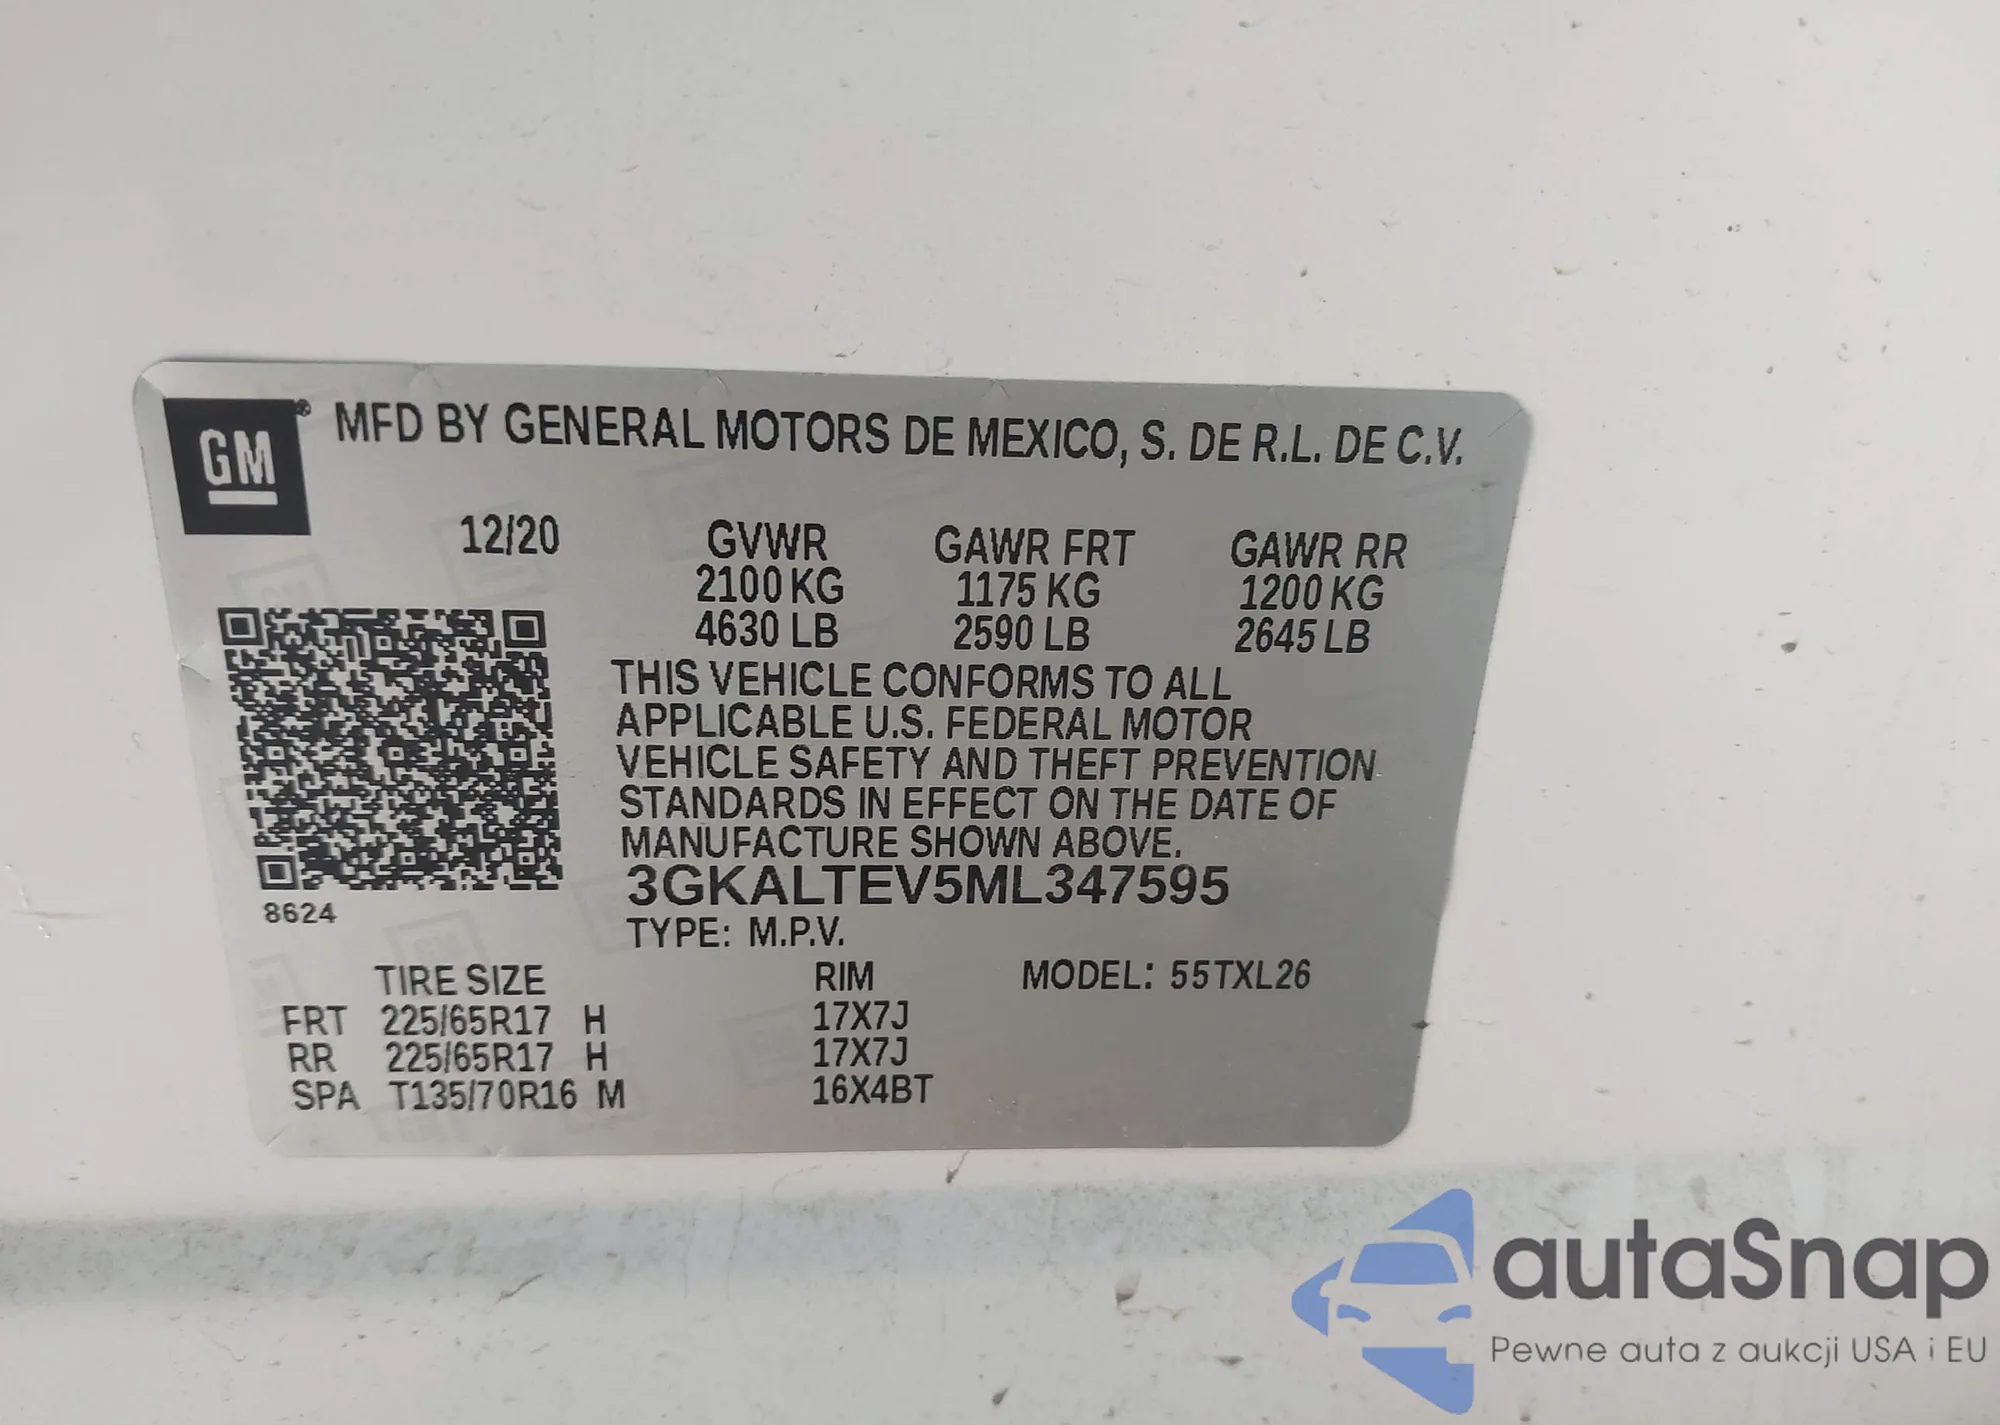 GM® MFD BY GENERAL MOTORS DE MEXICO, S. DE R.L. DE C.V.
12/20 GVWR GAWR FRT GAWR RR
2100 KG 1175 KG 1200 KG
4630 LB 2590 LB 2645 LB
THIS VEHICLE CONFORMS TO ALL
APPLICABLE U.S. FEDERAL MOTOR
VEHICLE SAFETY AND THEFT PREVENTION
STANDARDS IN EFFECT ON THE DATE OF
MANUFACTURE SHOWN ABOVE.
3GKALTEV5ML347595
8624
TYPE: M.P.V.
TIRE SIZE RIM MODEL: 55TXL26
FRT 225/65R17 H 17X7J
RR 225/65R17 H 17X7J
SPA T135/70R16 M 16X4BT
autaSnap
Pewne auta z aukcji USA i EU